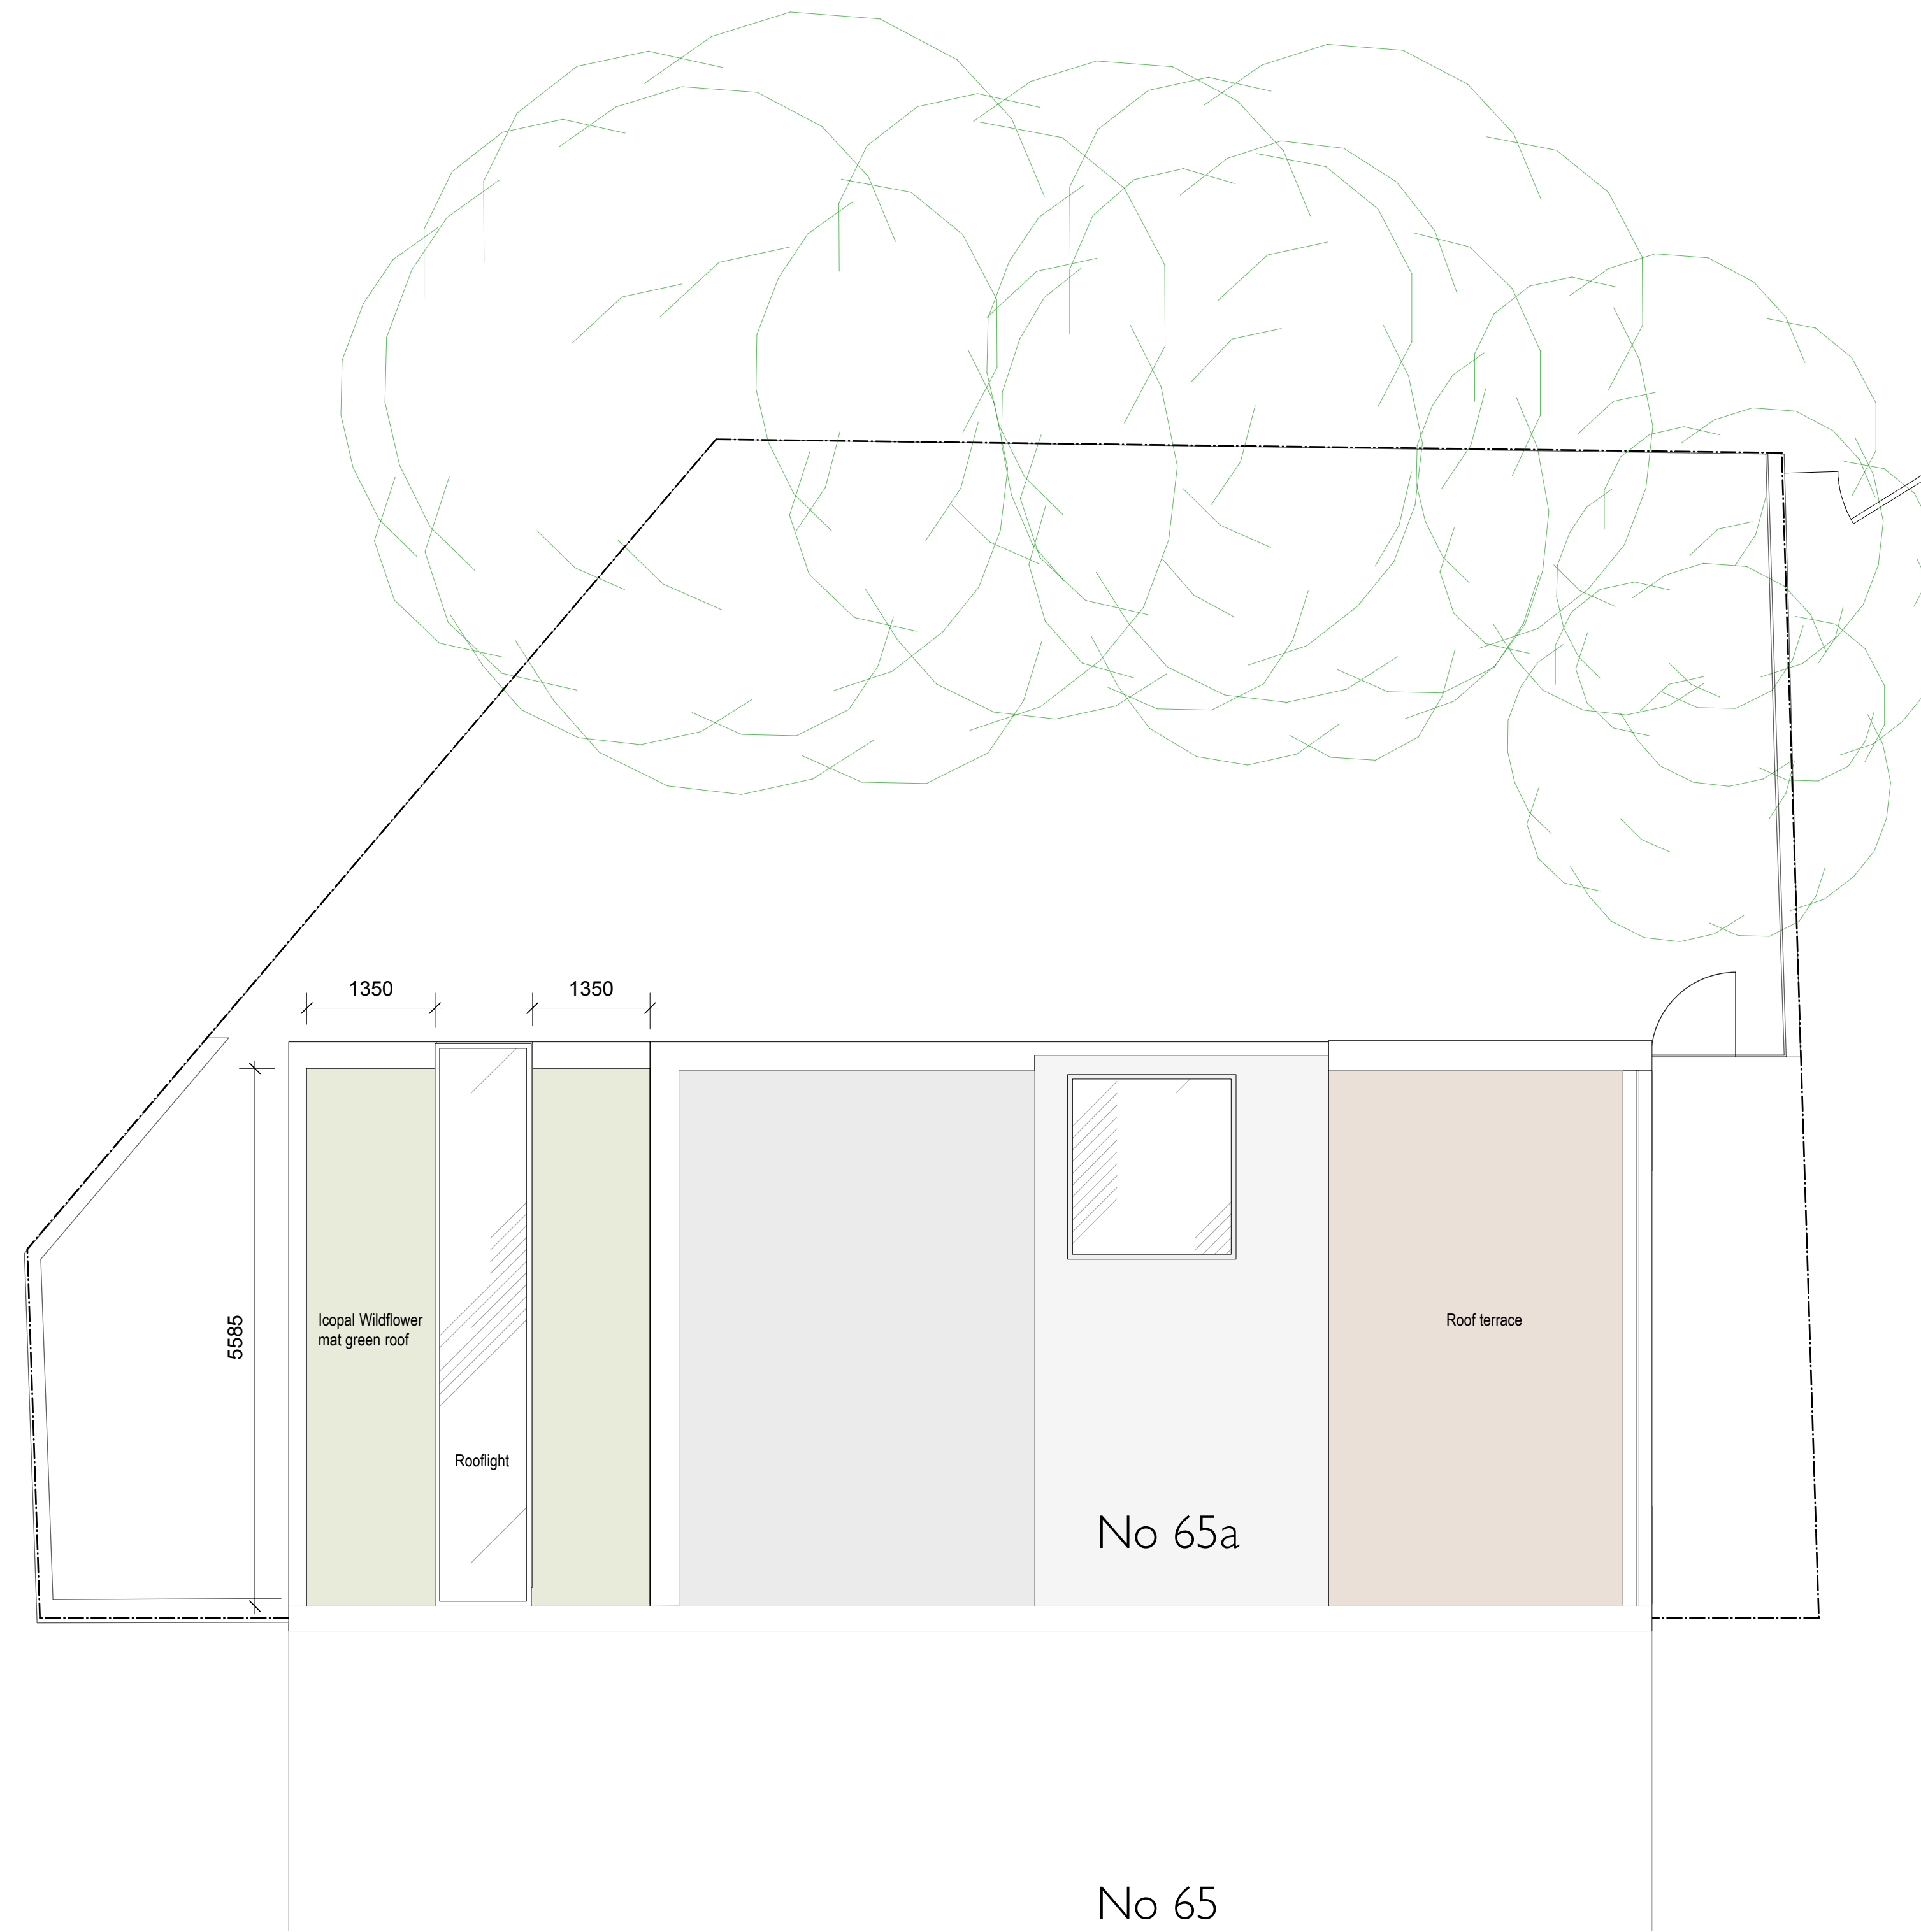 1350
1350
5585
Icopal Wildflower
mat green roof
Rooflight
Roof terrace
No 65a
No 65